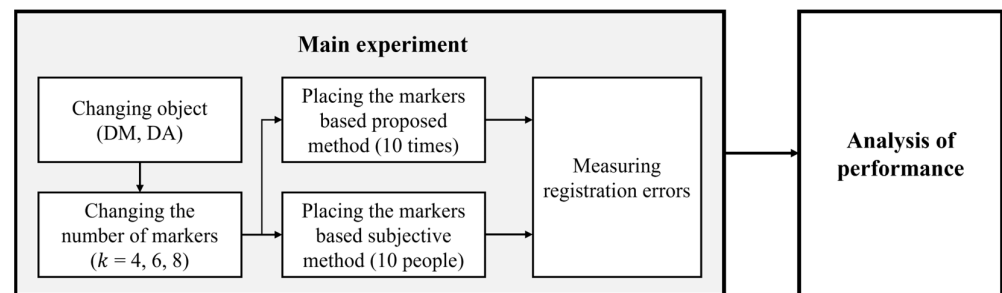 Main experiment
Changing object
(DM, DA)
Changing the
number of markers
(k = 4, 6, 8)
Placing the markers
based proposed
method (10 times)
Placing the markers
based subjective
method (10 people)
Measuring
registration errors
Analysis of
performance